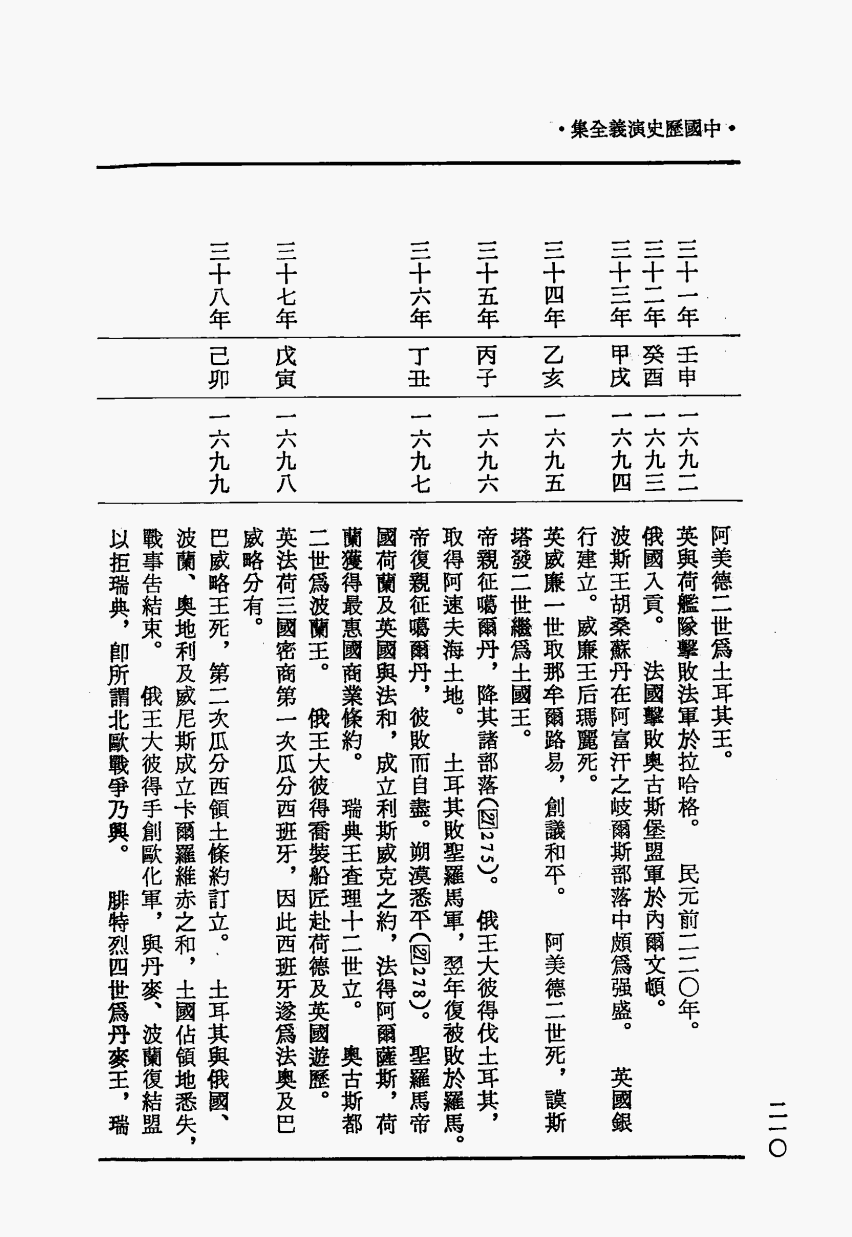 ·中國歷史演義全集·
二一〇
阿美德二世爲土耳其王。
三十一年 壬申 一六九二 英與荷艦隊擊敗法軍於拉哈格。 民元前二二〇年。
三十二年 癸酉 一六九三 俄國入貢。 法國擊敗奧古斯堡盟軍於內爾文頓。
三十三年 甲戌 一六九四 波斯王胡桑蘇丹在阿富汗之岐爾斯部落中頗爲强盛。 英國銀
行建立。威廉王后瑪麗死。
三十四年 乙亥 一六九五 英威廉一世取那牟爾路易，創議和平。 阿美德二世死，謨斯
塔發二世繼爲土國王。
三十五年 丙子 一六九六 帝親征噶爾丹，降其諸部落(図275)。 俄王大彼得伐土耳其，
取得阿速夫海土地。 土耳其敗聖羅馬軍，翌年復被敗於羅馬。
三十六年 丁丑 一六九七 帝復親征噶爾丹，彼敗而自盡。朔漠悉平(図278)。 聖羅馬帝
國荷蘭及英國與法和，成立利斯威克之約，法得阿爾薩斯，荷
蘭獲得最惠國商業條約。 瑞典王查理十二世立。 奧古斯都
二世爲波蘭王。 俄王大彼得喬裝船匠赴荷德及英國遊歷。
三十七年 戊寅 一六九八 英法荷三國密商第一次瓜分西班牙，因此西班牙遂爲法奧及巴
威略分有。
三十八年 己卯 一六九九 巴威略王死，第二次瓜分西領土條約訂立。 土耳其與俄國、
波蘭、奧地利及威尼斯成立卡爾羅維赤之和，土國佔領地悉失，
戰事告結束。 俄王大彼得手創歐化軍，與丹麥、波蘭復結盟
以拒瑞典，卽所謂北歐戰爭乃興。 腓特烈四世爲丹麥王，瑞